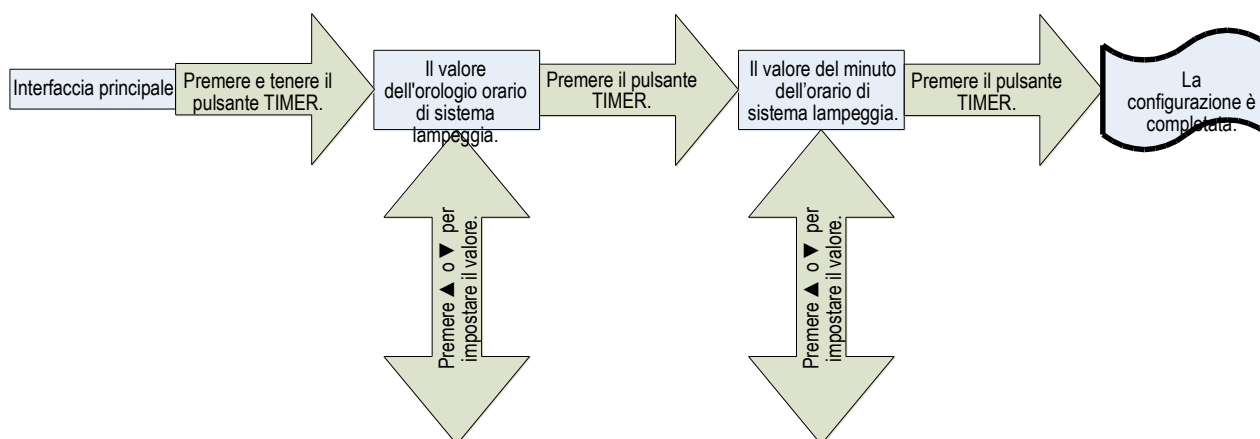 Interfaccia principale
Premere e tenere il
pulsante TIMER.
Il valore
dell'orologio orario
di sistema
lampeggia.
Premere il pulsante
TIMER.
Il valore del minuto
dell'orario di
sistema lampeggia.
Premere il pulsante
TIMER.
La
configurazione è
completata.
Premere ▲ o ▼ per
impostare il valore.
Premere ▲ o ▼ per
impostare il valore.